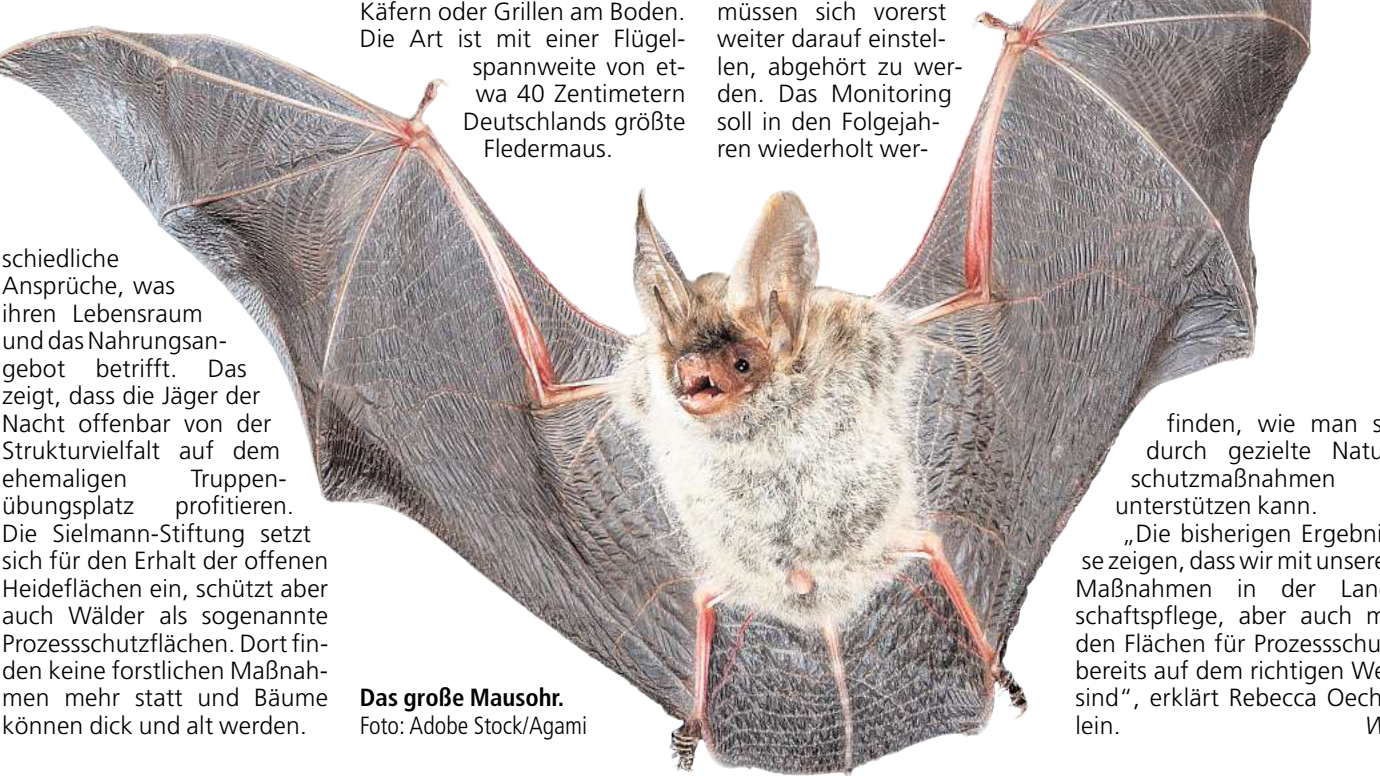 schiedliche
Ansprüche, was
ihren Lebensraum
und das Nahrungsan-
gebot betrifft. Das
zeigt, dass die Jäger der
Nacht offenbar von der
Strukturvielfalt auf dem
ehemaligen Truppen-
übungsplatz profitieren.
Die Sielmann-Stiftung setzt
sich für den Erhalt der offenen
Heideflächen ein, schützt aber
auch Wälder als sogenannte
Prozessschutzflächen. Dort fin-
den keine forstlichen Maßnah-
men mehr statt und Bäume
können dick und alt werden.
Käfern oder Grillen am Boden.
Die Art ist mit einer Flügel-
spannweite von et-
wa 40 Zentimetern
Deutschlands größte
Fledermaus.
Das große Mausohr.
Foto: Adobe Stock/Agami
müssen sich vorerst
weiter darauf einstel-
len, abgehört zu wer-
den. Das Monitoring
soll in den Folgejah-
ren wiederholt wer-
finden, wie man s
durch gezielte Natu
schutzmaßnahmen
unterstützen kann.
„Die bisherigen Ergebni
se zeigen, dass wir mit unsere
Maßnahmen in der Lan
schaftspflege, aber auch m
den Flächen für Prozessschu
bereits auf dem richtigen We
sind“, erklärt Rebecca Oech
lein. W